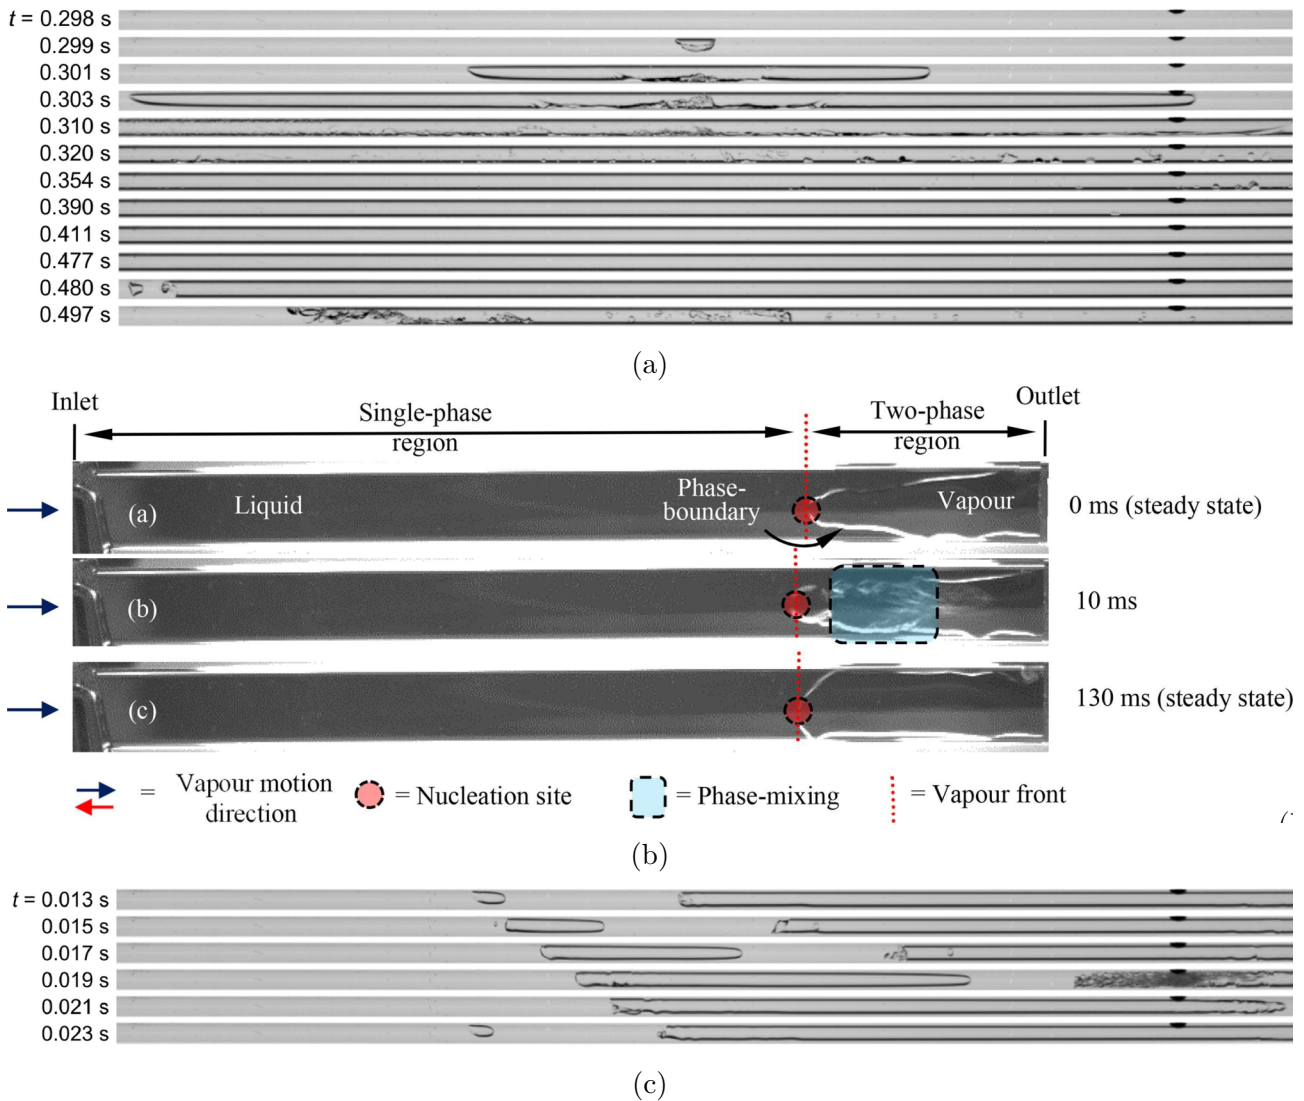 t = 0.298 s
0.299 s
0.301 s
0.303 s
0.310 s
0.320 s
0.354 s
0.390 s
0.411 s
0.477 s
0.480 s
0.497 s
(a)
Inlet
Single-phase
region
Two-phase
region
Outlet
(a)
Liquid
Phase-
boundary
Vapour
0 ms (steady state)
(b)
10 ms
(c)
130 ms (steady state)
= Vapour motion
direction
= Nucleation site
= Phase-mixing
= Vapour front
(b)
t = 0.013 s
0.015 s
0.017 s
0.019 s
0.021 s
0.023 s
(c)